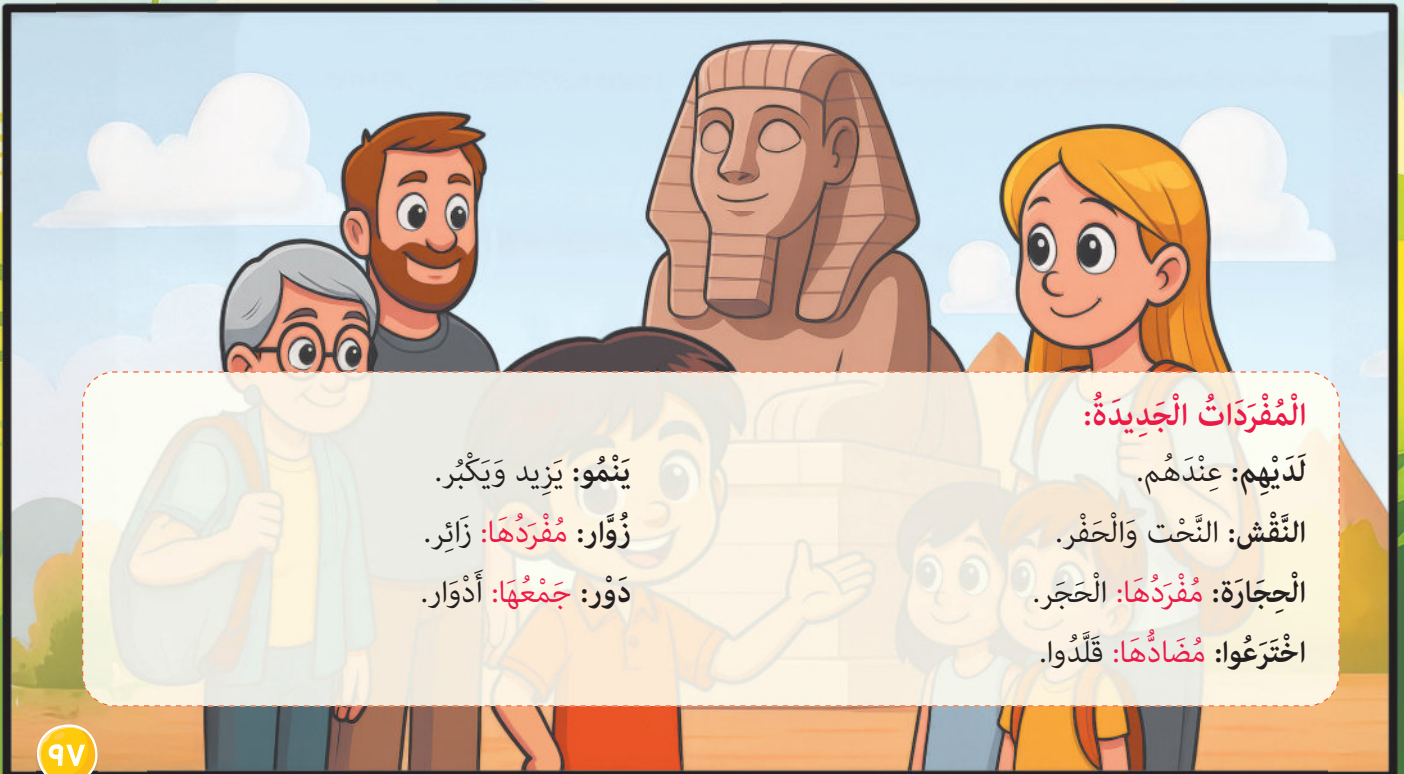 الْمُفْرَدَاتُ الْجَدِيدَةُ:
لَدَيْهِم: عِنْدَهُم.
النَّقْش: النَّحْت وَالْحَفْر.
الْحِجَارَة: مُفْرَدُهَا: الْحَجَر.
اخْتَرَعُوا: مُضَادُّهَا: قَلَّدُوا.
يَنْمُو: يَزِيد وَيَكْبُر.
زُوَّار: مُفْرَدُهَا: زَائِر.
دَوْر: جَمْعُهَا: أَدْوَار.
٩٧